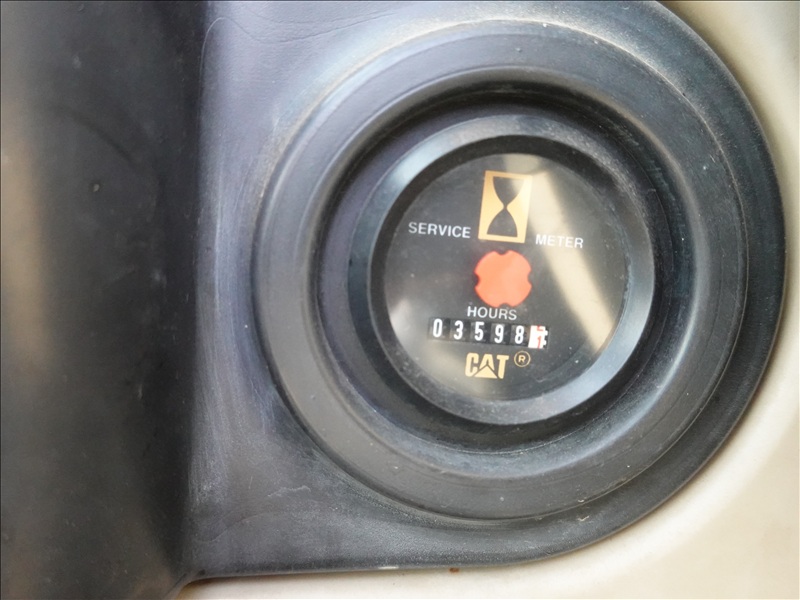 SERVICE METER
HOURS
03598
CAT ®